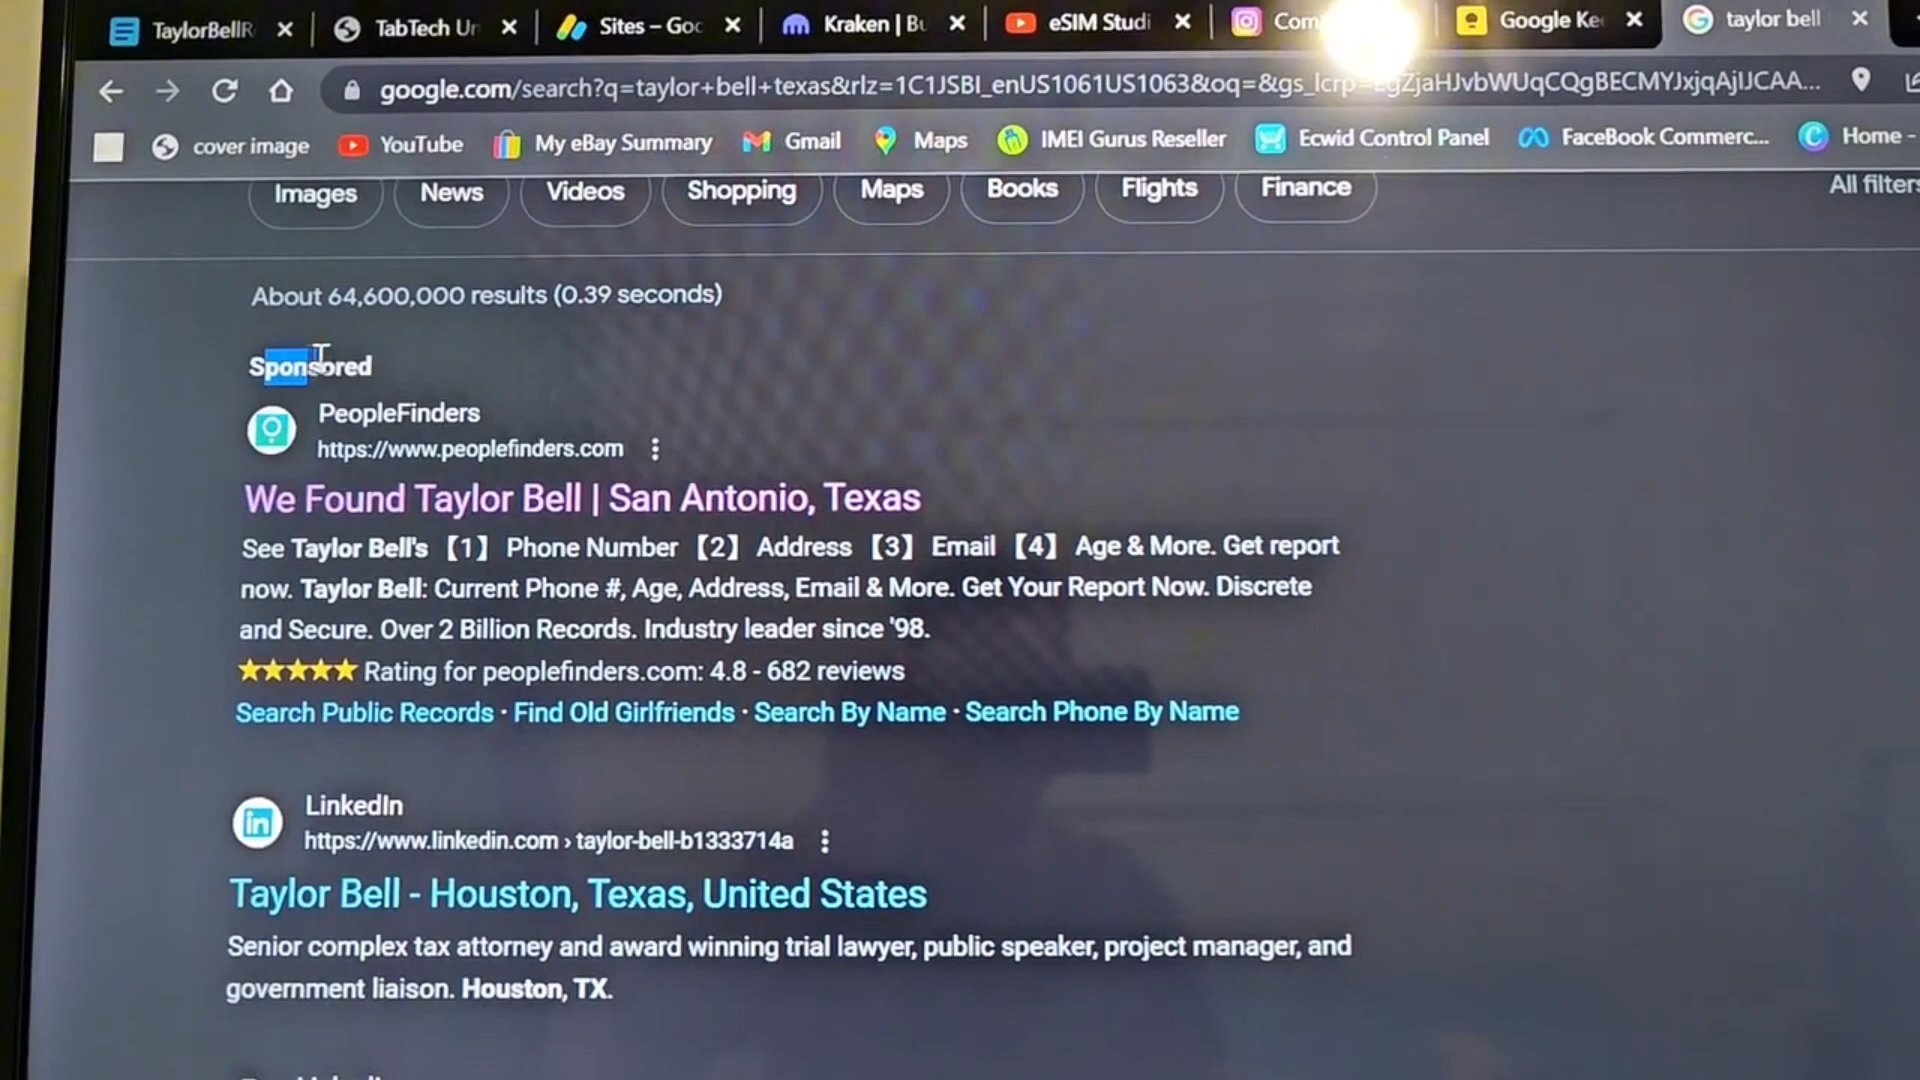 TaylorBellR
TabTech Un
Sites – Goo
Kraken | Bu
eSIM Studi
Com
Google Kee
taylor bell
google.com/search?q=taylor+bell+texas&rlz=1C1JSBI_enUS1061US1063&oq=&gs_lcrp=
cover image
YouTube
My eBay Summary
Gmail
Maps
IMEI Gurus Reseller
Ecwid Control Panel
FaceBook Commerc...
Home -
Images
News
Videos
Shopping
Maps
Books
Flights
Finance
All filters
About 64,600,000 results (0.39 seconds)
Sponsored
PeopleFinders
https://www.peoplefinders.com
We Found Taylor Bell | San Antonio, Texas
See Taylor Bell's 【1】 Phone Number 【2】 Address 【3】 Email 【4】 Age & More. Get report
now. Taylor Bell: Current Phone #, Age, Address, Email & More. Get Your Report Now. Discrete
and Secure. Over 2 Billion Records. Industry leader since '98.
Rating for peoplefinders.com: 4.8 - 682 reviews
Search Public Records · Find Old Girlfriends · Search By Name · Search Phone By Name
in
LinkedIn
https://www.linkedin.com › taylor-bell-b1333714a
Taylor Bell - Houston, Texas, United States
Senior complex tax attorney and award winning trial lawyer, public speaker, project manager, and
government liaison. Houston, TX.